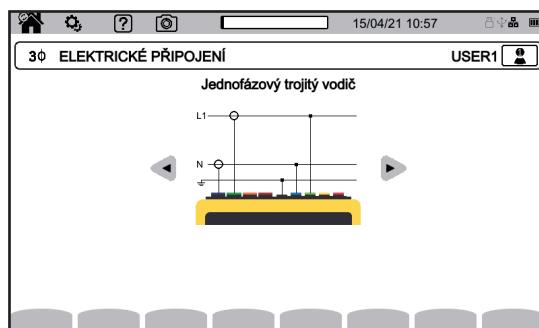 15/04/21 10:57
3ϕ ELEKTRICKÉ PŘIPOJENÍ USER1
Jednofázový trojitý vodič
L1
N